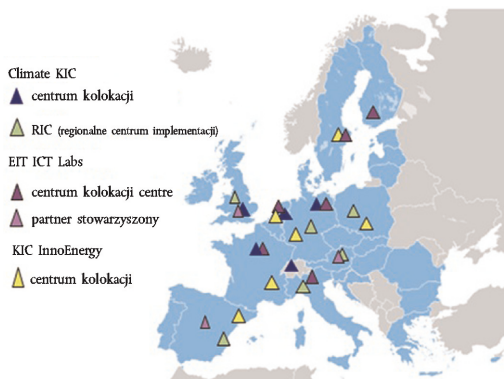 Climate KIC
centrum kolokacji
RIC (regionalne centrum implementacji)
EIT ICT Labs
centrum kolokacji centre
partner stowarzyszony
KIC InnoEnergy
centrum kolokacji